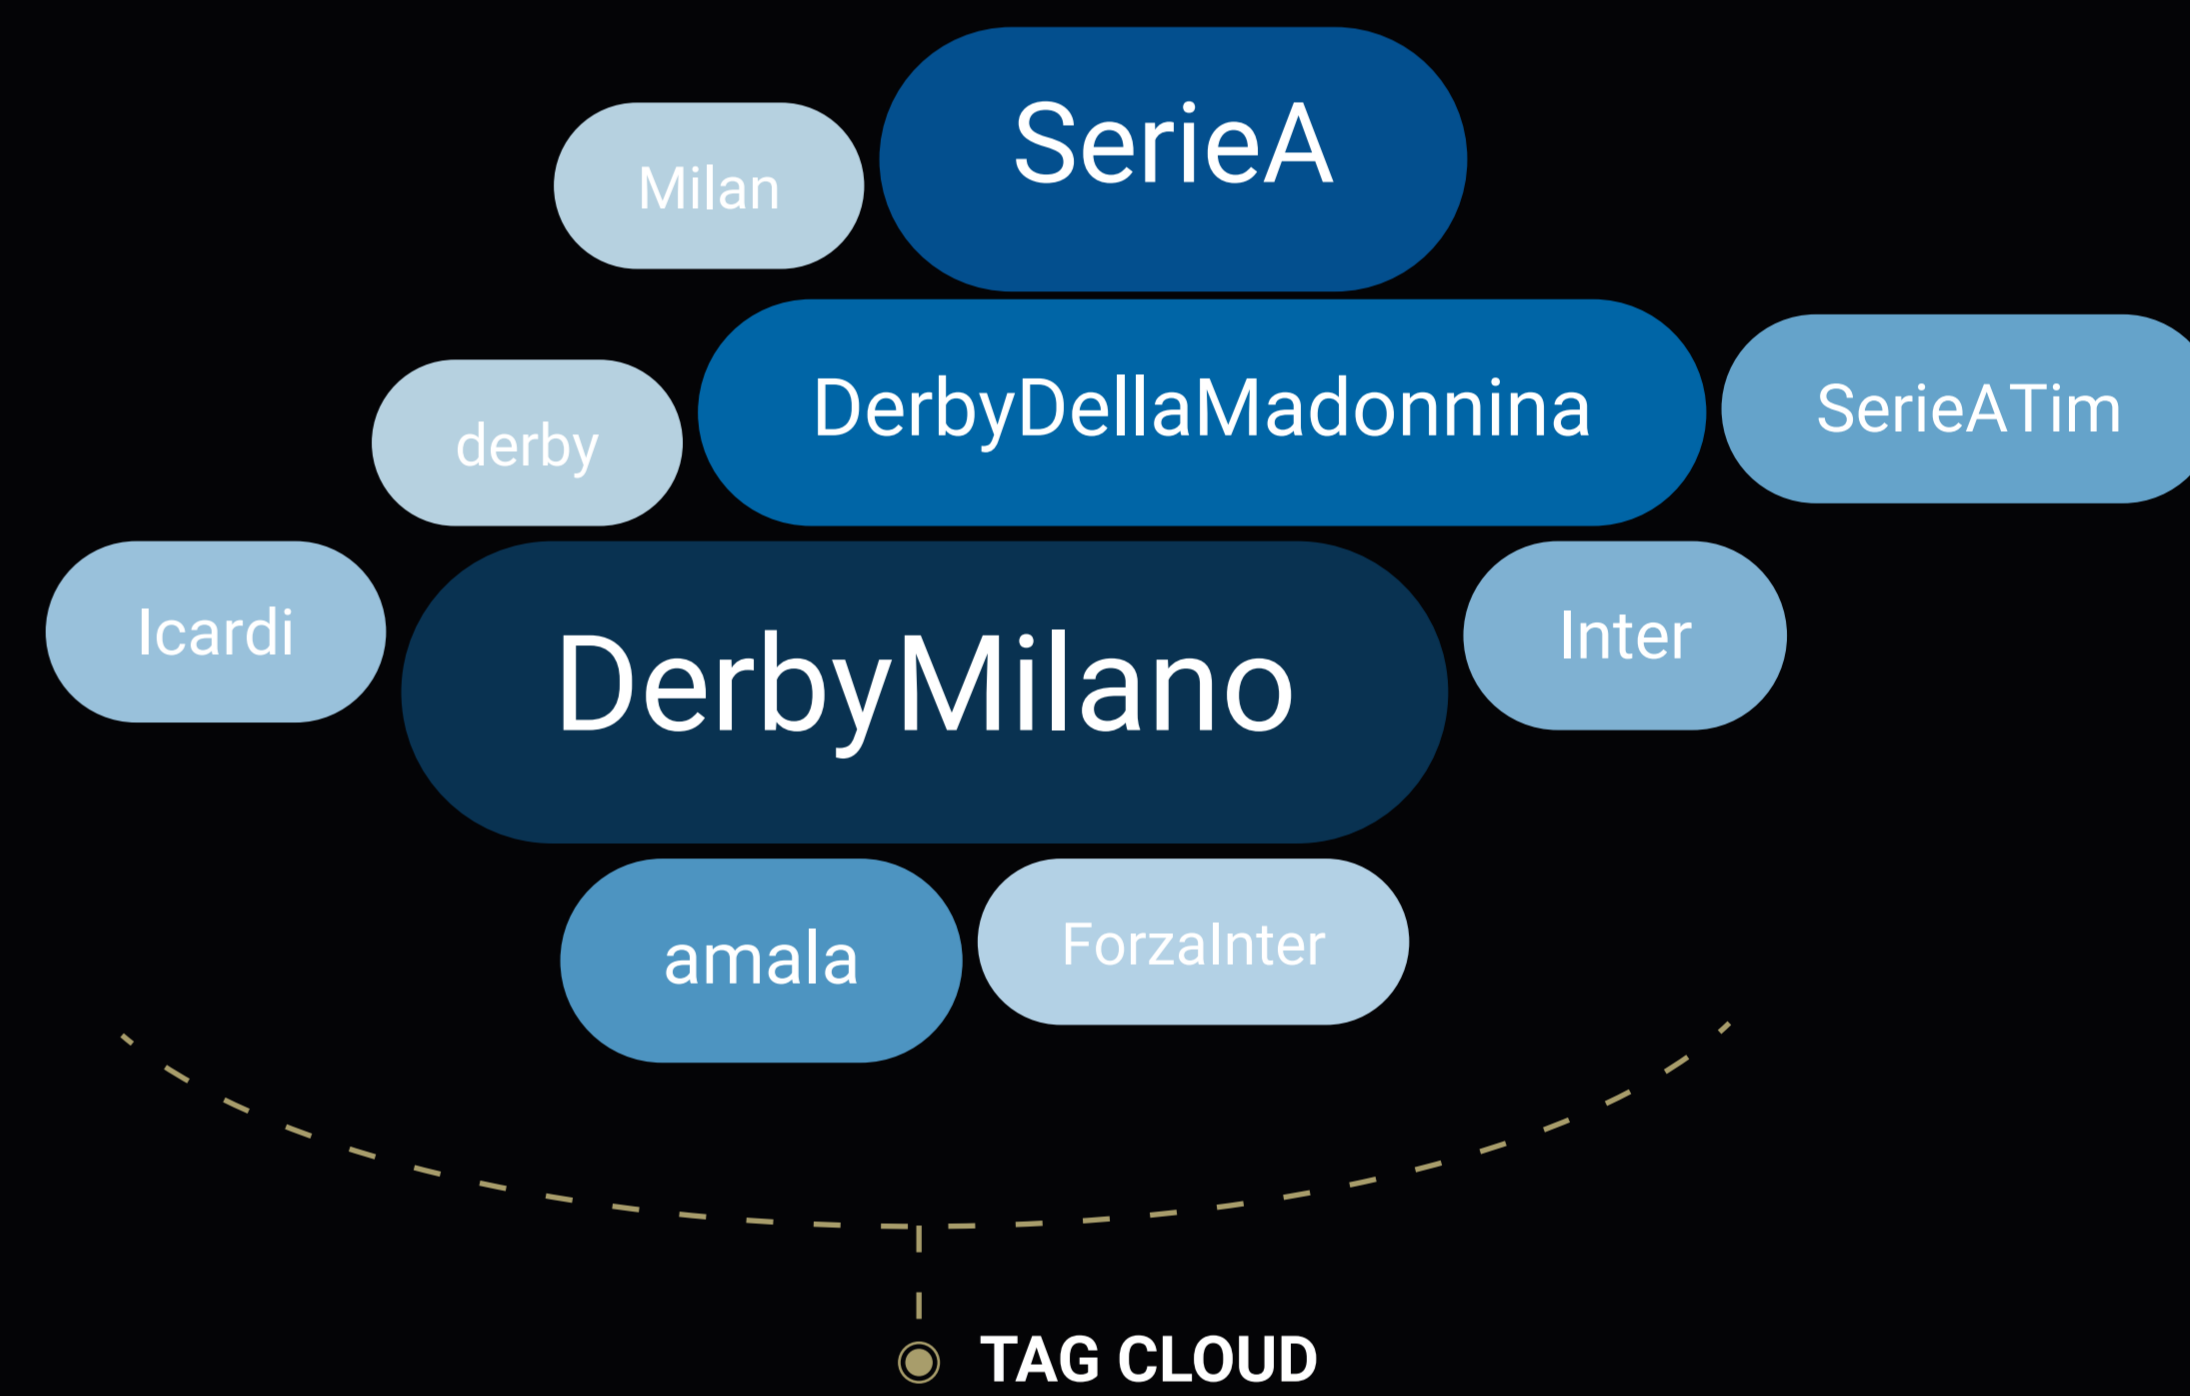 SerieA
Milan
DerbyDellaMadonnina
SerieATim
derby
Icardi
DerbyMilano
Inter
amala
ForzaInter
TAG CLOUD